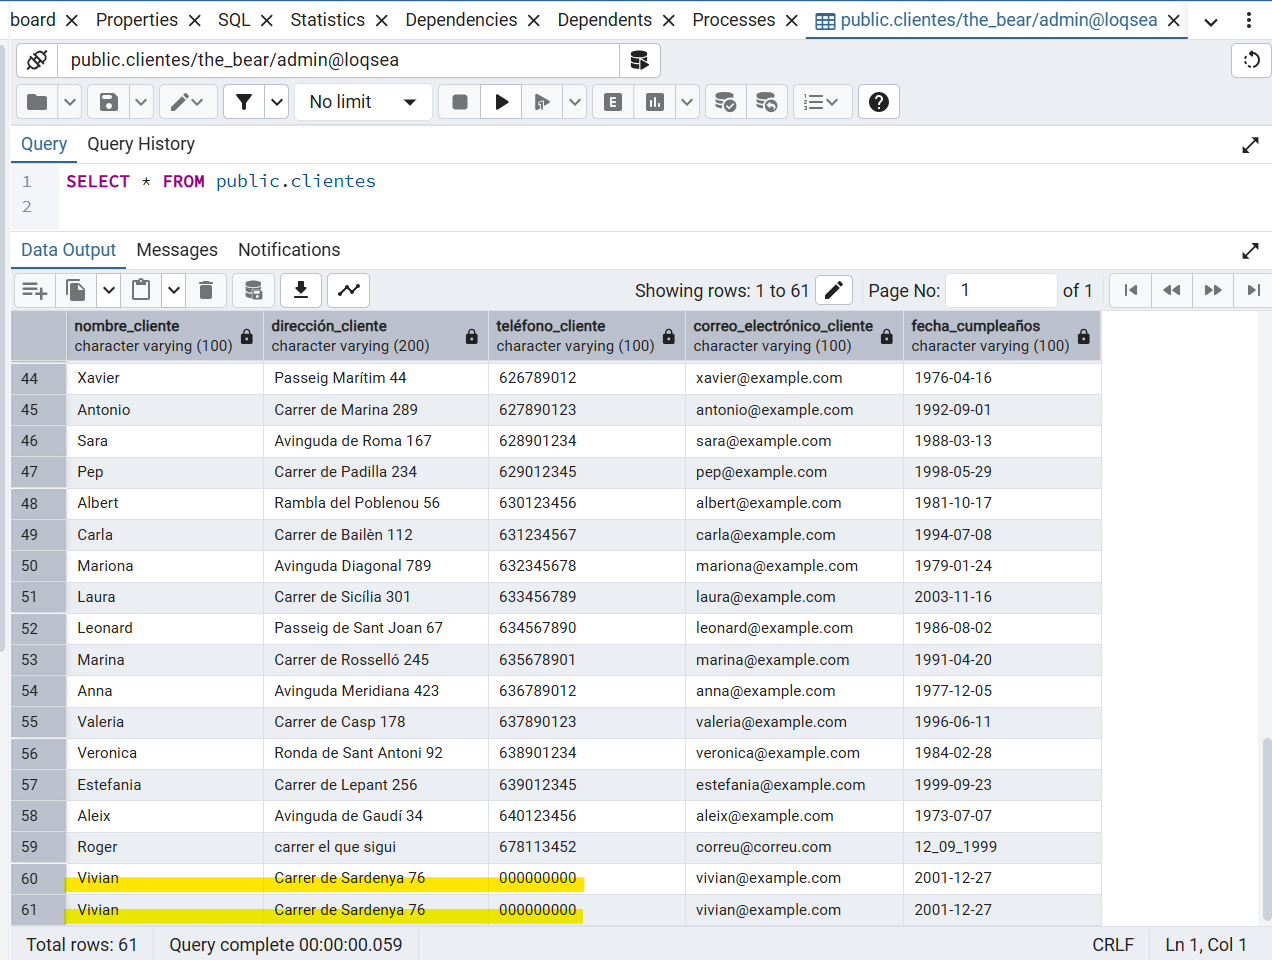 board Properties SQL Statistics Dependencies Dependents Processes public.clientes/the_bear/admin@loqsea
public.clientes/the_bear/admin@loqsea
No limit E
Query Query History
1 SELECT * FROM public.clientes
2
Data Output Messages Notifications
Showing rows: 1 to 61 Page No: 1 of 1
nombre_cliente dirección_cliente teléfono_cliente correo_electrónico_cliente fecha_cumpleaños
character varying (100) character varying (200) character varying (100) character varying (100) character varying (100)
44 Xavier Passeig Marítim 44 626789012 xavier@example.com 1976-04-16
45 Antonio Carrer de Marina 289 627890123 antonio@example.com 1992-09-01
46 Sara Avinguda de Roma 167 628901234 sara@example.com 1988-03-13
47 Pep Carrer de Padilla 234 629012345 pep@example.com 1998-05-29
48 Albert Rambla del Poblenou 56 630123456 albert@example.com 1981-10-17
49 Carla Carrer de Bailèn 112 631234567 carla@example.com 1994-07-08
50 Mariona Avinguda Diagonal 789 632345678 mariona@example.com 1979-01-24
51 Laura Carrer de Sicília 301 633456789 laura@example.com 2003-11-16
52 Leonard Passeig de Sant Joan 67 634567890 leonard@example.com 1986-08-02
53 Marina Carrer de Rosselló 245 635678901 marina@example.com 1991-04-20
54 Anna Avinguda Meridiana 423 636789012 anna@example.com 1977-12-05
55 Valeria Carrer de Casp 178 637890123 valeria@example.com 1996-06-11
56 Veronica Ronda de Sant Antoni 92 638901234 veronica@example.com 1984-02-28
57 Estefania Carrer de Lepant 256 639012345 estefania@example.com 1999-09-23
58 Aleix Avinguda de Gaudí 34 640123456 aleix@example.com 1973-07-07
59 Roger carrer el que sigui 678113452 correu@correu.com 12_09_1999
60 Vivian Carrer de Sardenya 76 000000000 vivian@example.com 2001-12-27
61 Vivian Carrer de Sardenya 76 000000000 vivian@example.com 2001-12-27
Total rows: 61 Query complete 00:00:00.059 CRLF Ln 1, Col 1